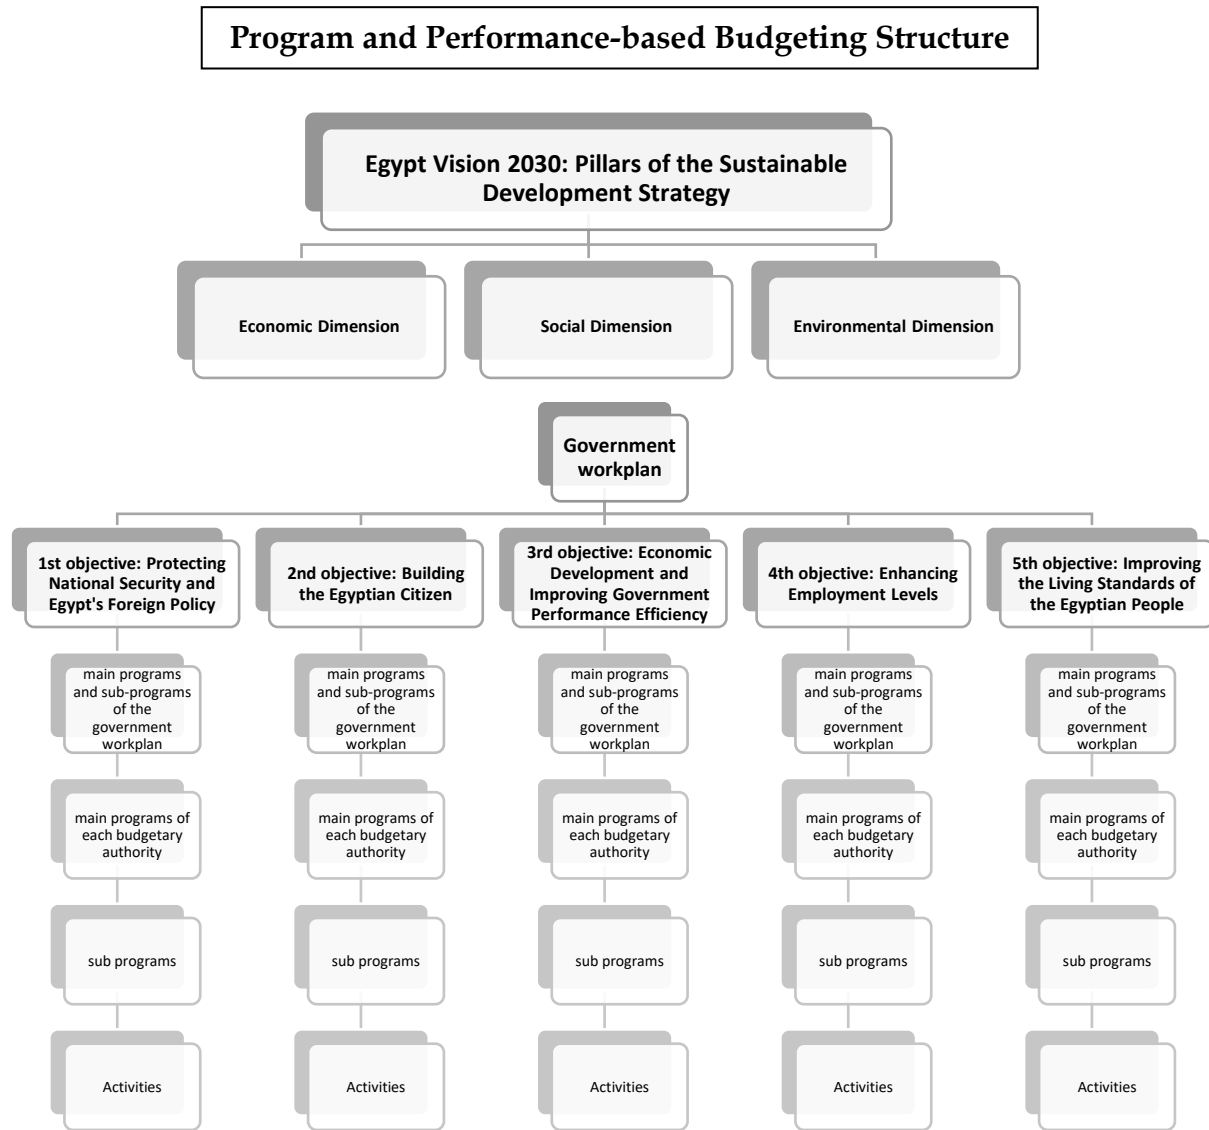 Program and Performance-based Budgeting Structure
Egypt Vision 2030: Pillars of the Sustainable
Development Strategy
Economic Dimension
Social Dimension
Environmental Dimension
Government
workplan
1st objective: Protecting
National Security and
Egypt's Foreign Policy
2nd objective: Building
the Egyptian Citizen
3rd objective: Economic
Development and
Improving Government
Performance Efficiency
4th objective: Enhancing
Employment Levels
5th objective: Improving
the Living Standards of
the Egyptian People
main programs
and sub-programs
of the
government
workplan
main programs
and sub-programs
of the
government
workplan
main programs
and sub-programs
of the
government
workplan
main programs
and sub-programs
of the
government
workplan
main programs
and sub-programs
of the
government
workplan
main programs of
each budgetary
authority
main programs of
each budgetary
authority
main programs of
each budgetary
authority
main programs of
each budgetary
authority
main programs of
each budgetary
authority
sub programs
sub programs
sub programs
sub programs
sub programs
Activities
Activities
Activities
Activities
Activities